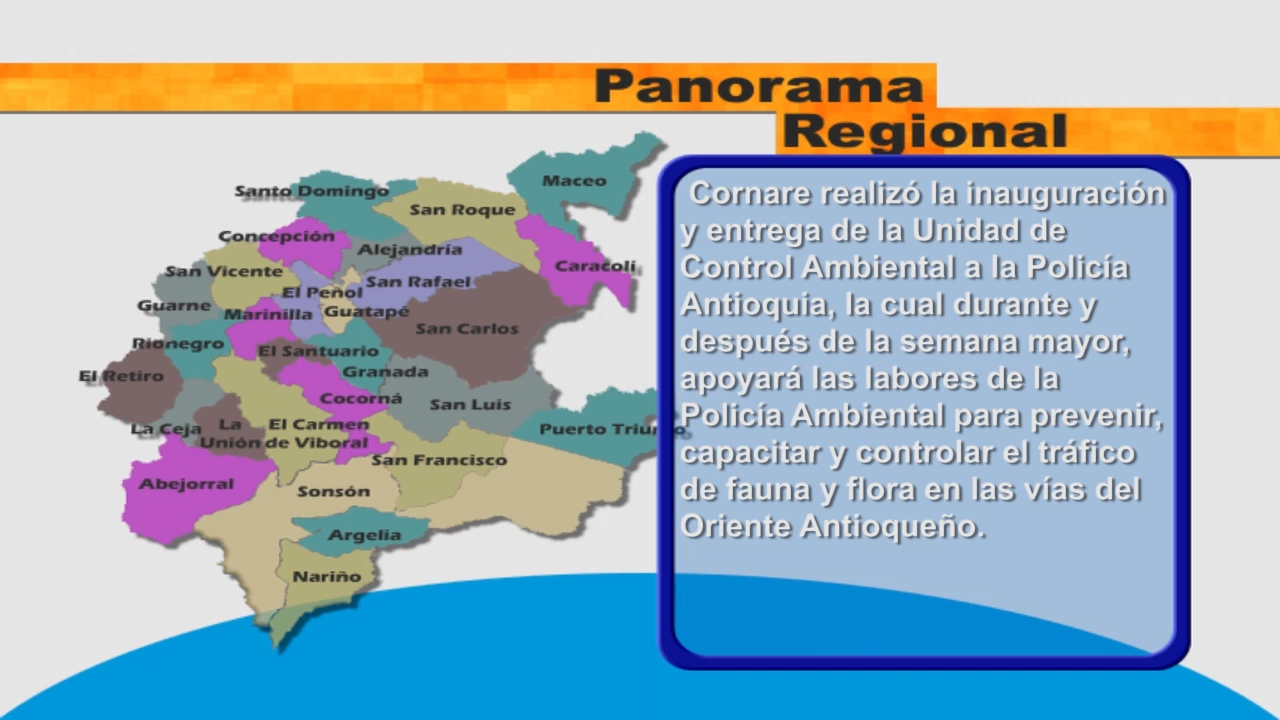 Panorama
Regional
Maceo
Santo Domingo
San Roque
Concepción
Alejandria
Caracolí
San Vicente
San Rafael
El Peñol
Guarne
Marinilla
Guatapé
San Carlos
Rionegro
El Santuario
Granada
El Retiro
Cocorná
San Luis
La Ceja
La
Unión
El Carmen
de Viboral
Puerto
San Francisco
Abejorral
Sonsón
Argelia
Nariño
Cornare realizó la inauguración
y entrega de la Unidad de
Control Ambiental a la Policía
Antioquia, la cual durante y
después de la semana mayor,
apoyará las labores de la
Policía Ambiental para prevenir,
capacitar y controlar el tráfico
de fauna y flora en las vías del
Oriente Antioqueño.